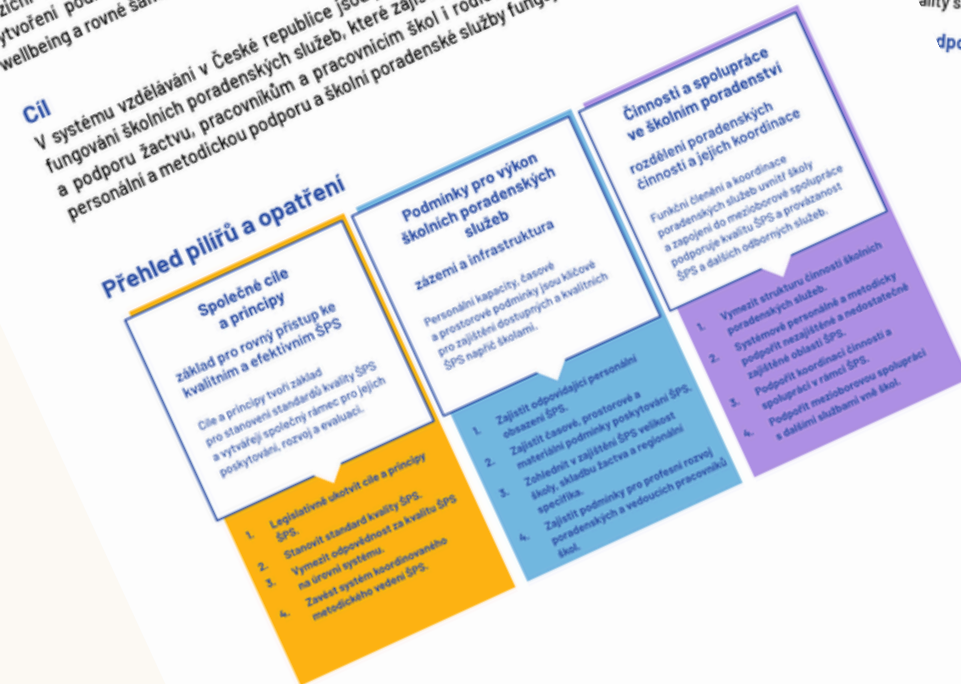 vytvoření
wellbeing a rovné
Cíl
V systému vzdělávání v České republice jsou
fungování školních poradenských služeb, které
a podporu žactvu, pracovníkům a pracovnicím škol i
personální a metodickou podporu a školní poradenské služby
Přehled pilířů a opatření
Společné cíle
a principy
základ pro rovný přístup ke
kvalitním a efektivním ŠPS
Cíle a principy tvoří základ
pro stanovení standardů kvality ŠPS
a vytvářejí společný rámec pro jejich
poskytování, rozvoj a evaluaci.
1. Legislativně ukotvit cíle a principy
ŠPS.
2. Stanovit standard kvality ŠPS.
3. Vymezit odpovědnost za kvalitu ŠPS
na úrovni systému.
4. Zavést systém koordinovaného
metodického vedení ŠPS.
Podmínky pro výkon
školních poradenských
služeb
zázemí a infrastruktura
Personální kapacity, časové
a prostorové podmínky jsou klíčové
pro zajištění dostupných a kvalitních
ŠPS napříč školami.
1. Zajistit odpovídající personální
obsazení ŠPS.
2. Zajistit časové, prostorové a
materiální podmínky poskytování ŠPS.
3. Zohlednit v zajištění ŠPS velikost
školy, skladbu žactva a regionální
specifika.
4. Zajistit podmínky pro profesní rozvoj
poradenských a vedoucích pracovníků
škol.
Činnosti a spolupráce
ve školním poradenství
rozdělení poradenských
činností a jejich koordinace
Funkční členění a koordinace
poradenských služeb uvnitř školy
a zapojení do mezioborové spolupráce
podporuje kvalitu ŠPS a provázanost
ŠPS a dalších odborných služeb.
1. Vymezit strukturu činností školních
poradenských služeb.
2. Systémově personálně a metodicky
podpořit nezajištěné a nedostatečně
zajištěné oblasti ŠPS.
3. Podpořit koordinaci činností a
spolupráci v rámci ŠPS.
4. Podpořit mezioborovou spolupráci
s dalšími službami vně škol.